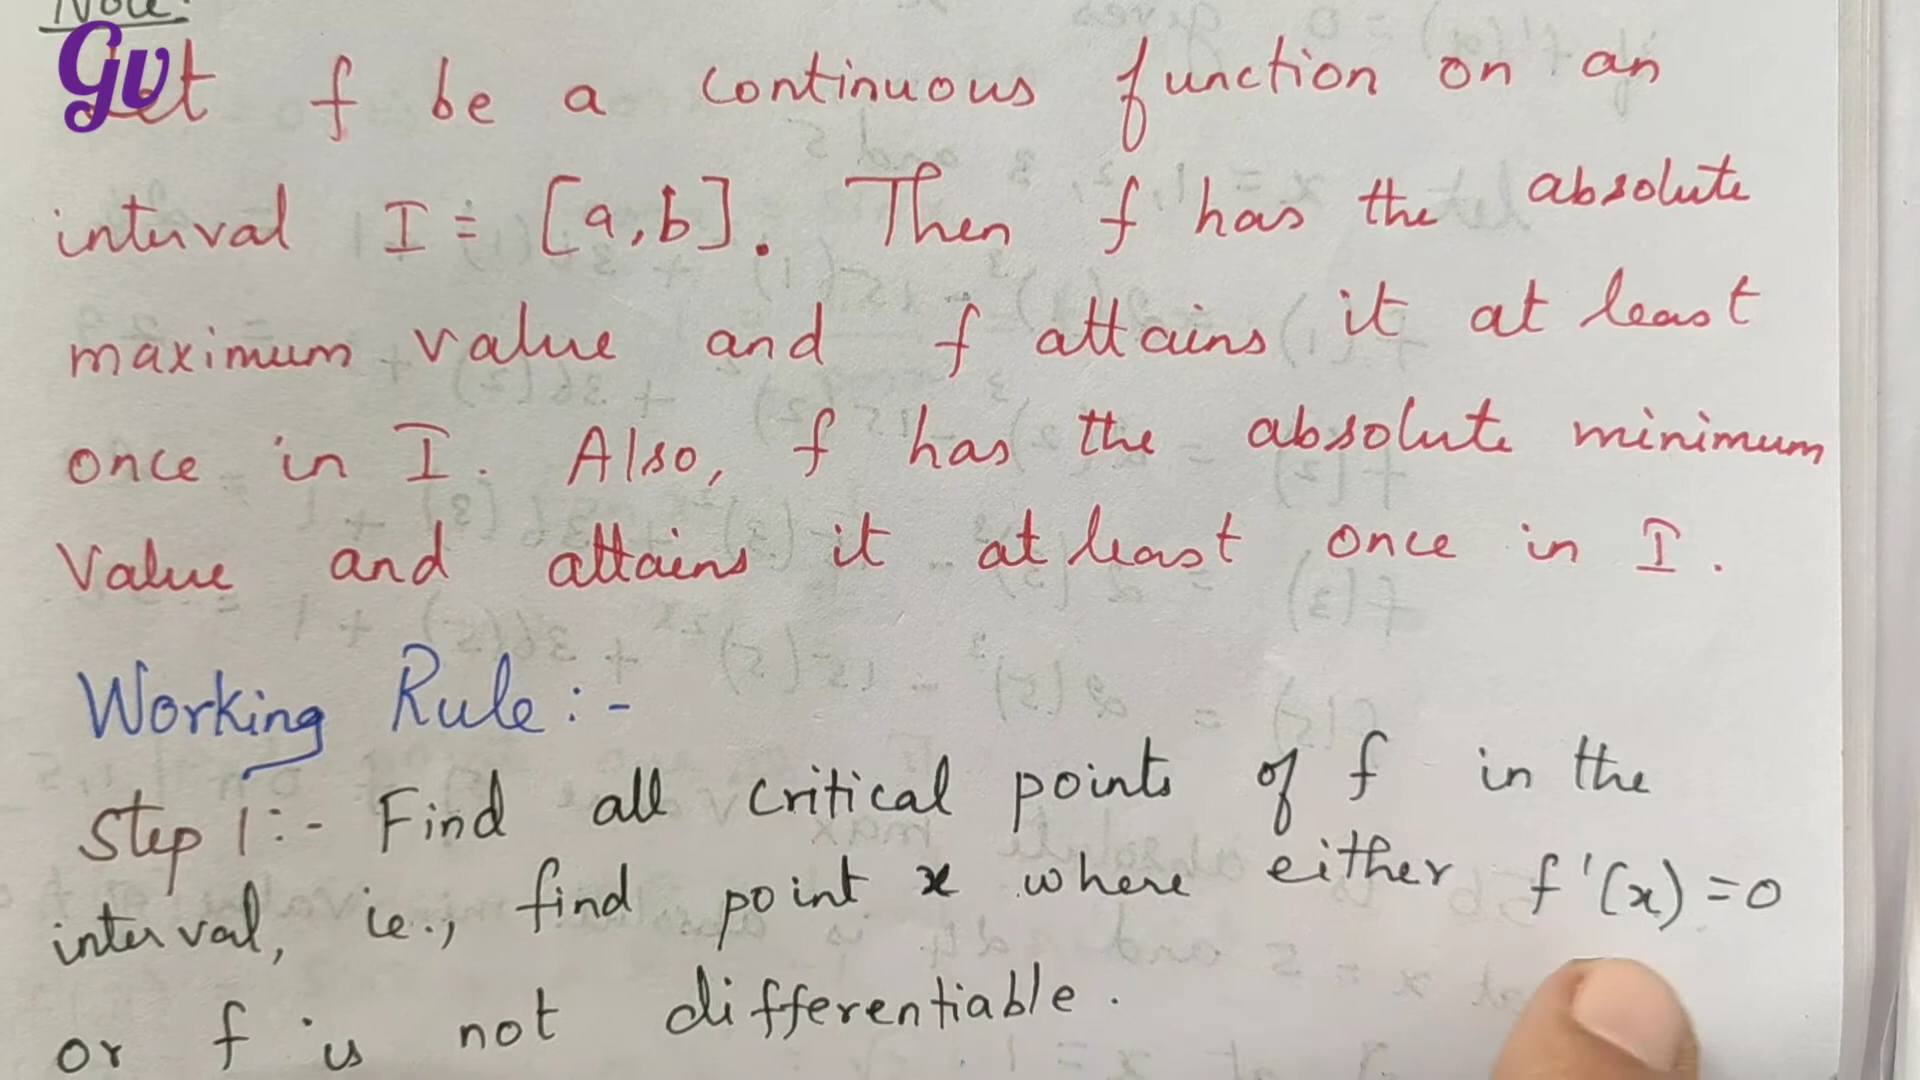 Note:
GV
Let f be a continuous function on an
interval I = [a,b]. Then f has the absolute
maximum value and f attains it at least
once in I. Also, f has the absolute minimum
Value and attains it at least once in I.
Working Rule:-
Step 1:- Find all critical points of f in the
interval, ie., find point x where either f'(x)=0
or f is not differentiable.